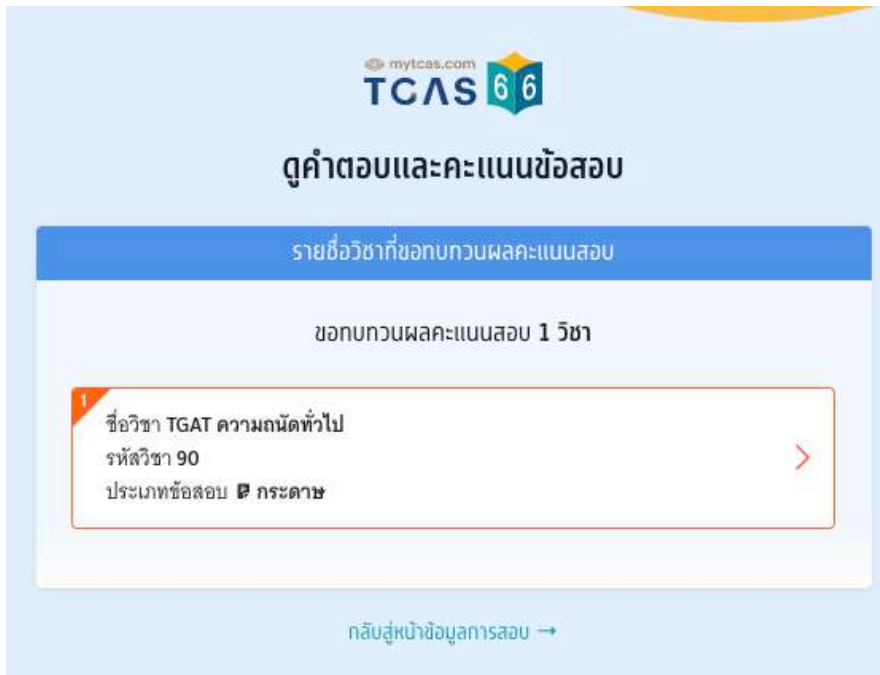 mytcas.com
TCAS 66
ดูคำตอบและคะแนนข้อสอบ
รายชื่อวิชาที่ขอทบทวนผลคะแนนสอบ
ขอทบทวนผลคะแนนสอบ 1 วิชา
1
ชื่อวิชา TGAT ความถนัดทั่วไป
รหัสวิชา 90
ประเภทข้อสอบ กระดาษ
กลับสู่หน้าข้อมูลการสอบ →